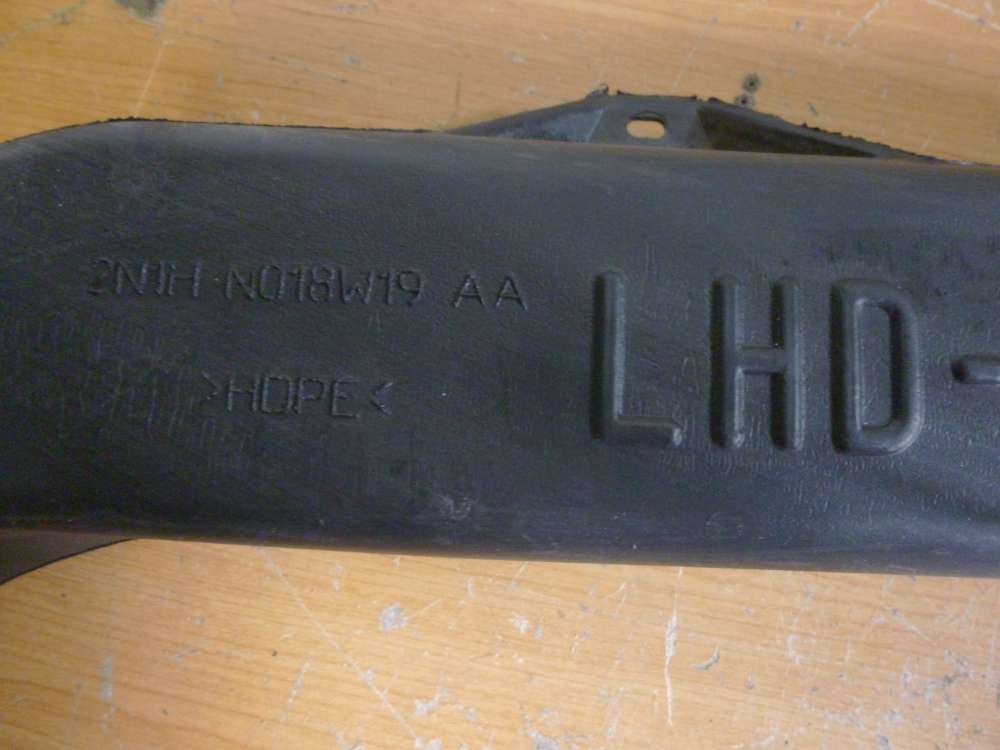 2N1H-N018W19 AA
>HDPE<
LHD-